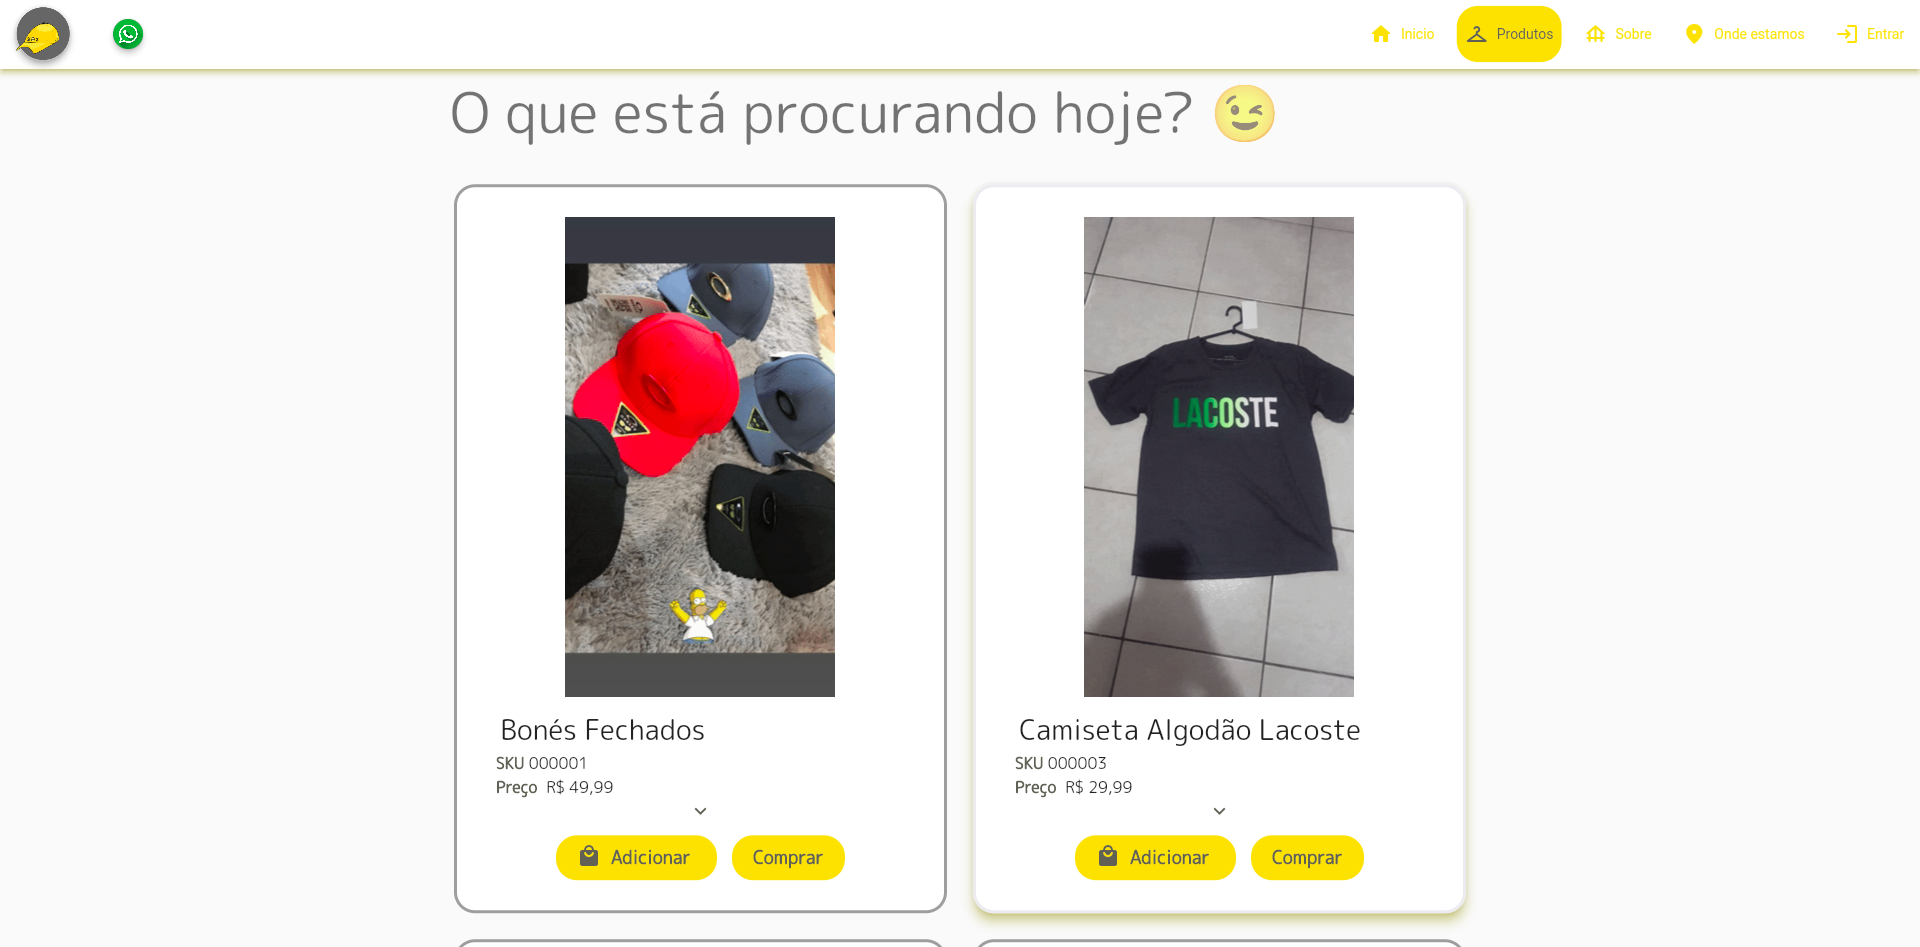 Inicio
Produtos
Sobre
Onde estamos
Entrar
O que está procurando hoje? 😉
LACOSTE
Bonés Fechados
SKU 000001
Preço R$ 49,99
Adicionar
Comprar
Camiseta Algodão Lacoste
SKU 000003
Preço R$ 29,99
Adicionar
Comprar